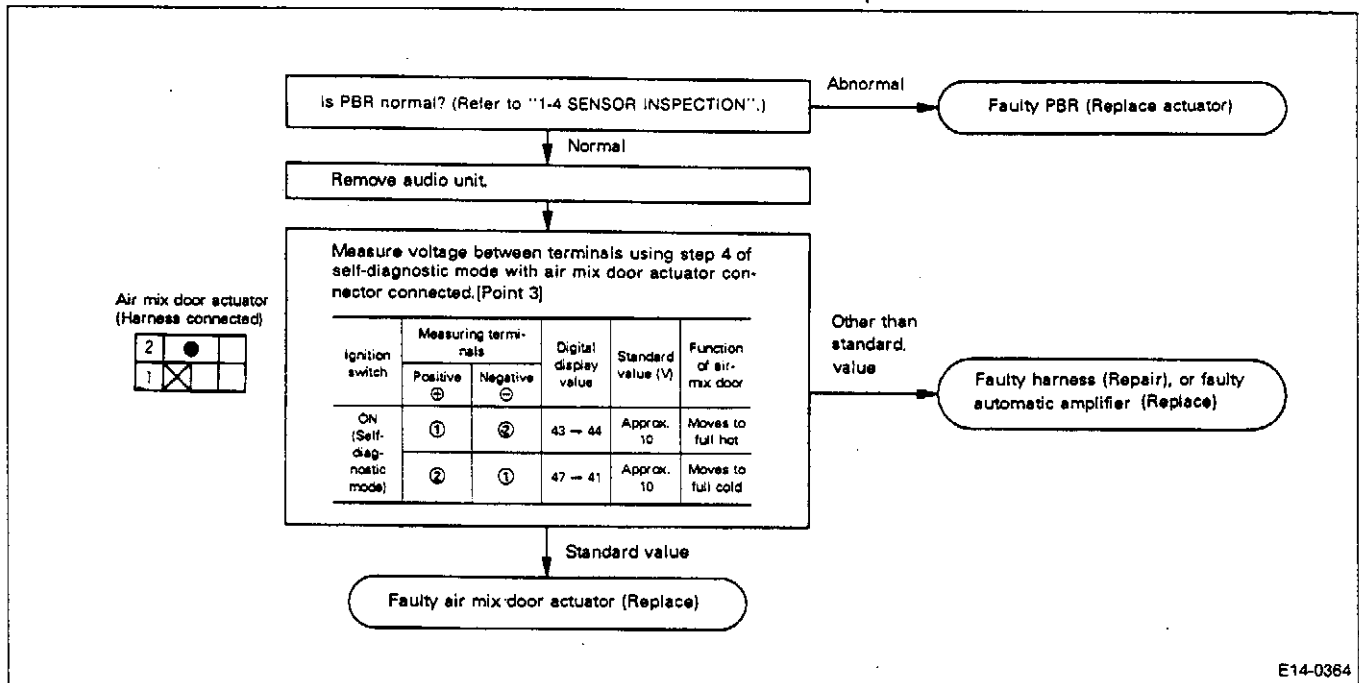 Is PBR normal? (Refer to "1-4 SENSOR INSPECTION".)
Abnormal
Faulty PBR (Replace actuator)
Normal
Remove audio unit.
Measure voltage between terminals using step 4 of
self-diagnostic mode with air mix door actuator con-
nector connected.[Point 3]
Air mix door actuator
(Harness connected)
2
1
Ignition
switch
Measuring termi-
nals
Positive
⊕
Negative
⊖
Digital
display
value
Standard
value (V)
Function
of air-
mix door
ON
(Self-
diag-
nostic
mode)
① ② 43 → 44 Approx.
10 Moves to
full hot
② ① 47 → 41 Approx.
10 Moves to
full cold
Other than
standard
value
Faulty harness (Repair), or faulty
automatic amplifier (Replace)
Standard value
Faulty air mix door actuator (Replace)
E14-0364